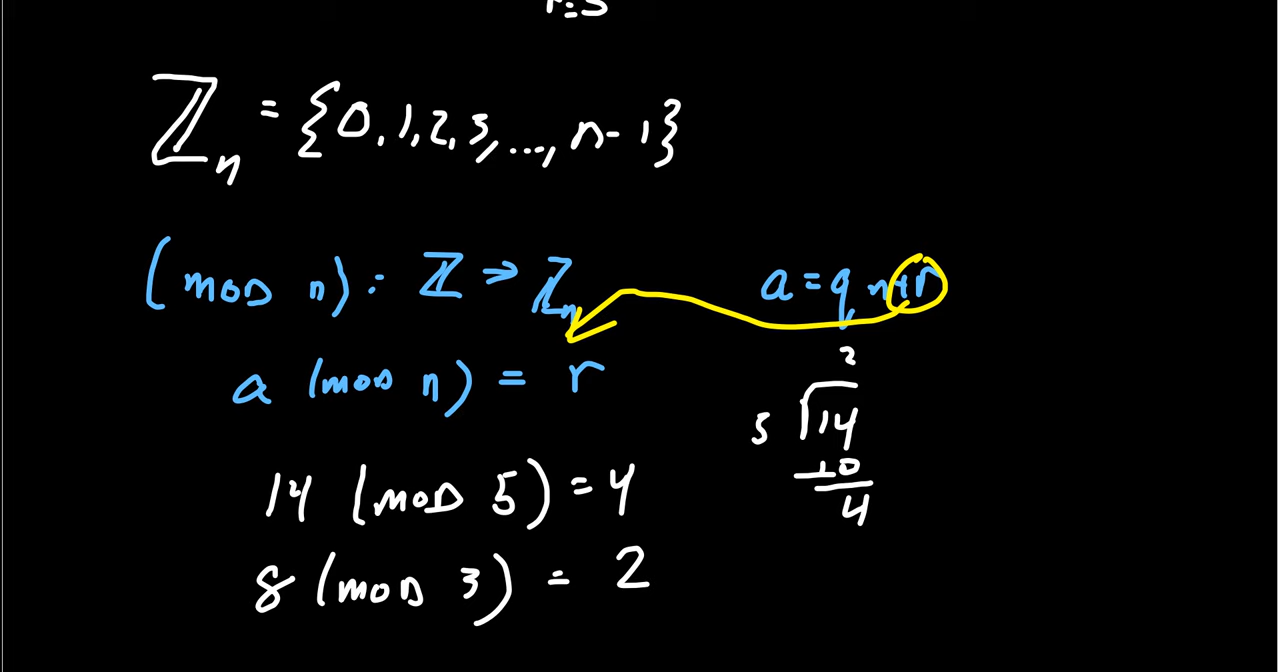 r=5
ℤn = {0, 1, 2, 3, ..., n-1}
(mod n): ℤ → ℤn
a = qn+r
a (mod n) = r
2
5 14
-10
4
14 (mod 5) = 4
8 (mod 3) = 2